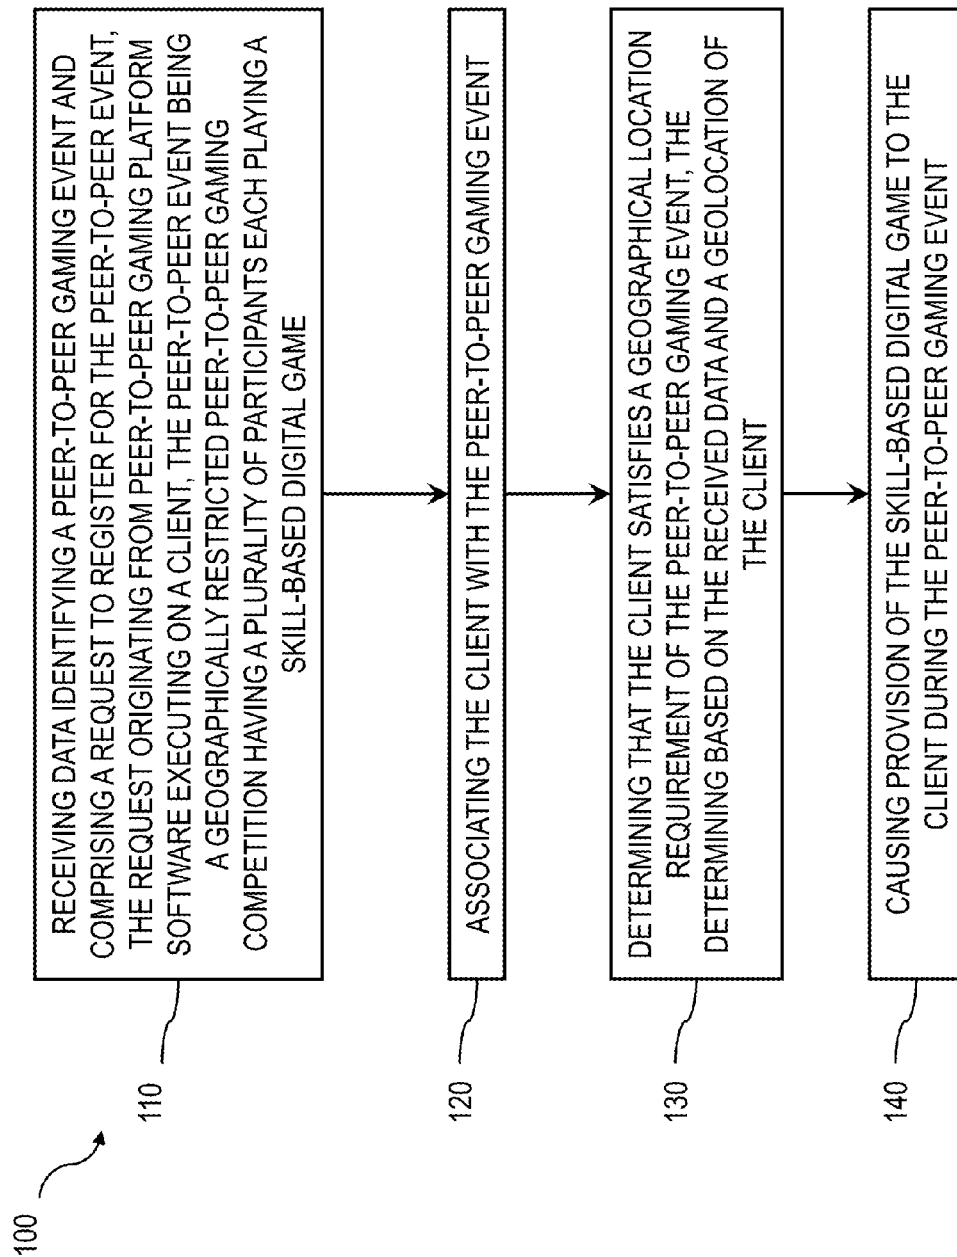 100
110
RECEIVING DATA IDENTIFYING A PEER-TO-PEER GAMING EVENT AND
COMPRISING A REQUEST TO REGISTER FOR THE PEER-TO-PEER EVENT,
THE REQUEST ORIGINATING FROM PEER-TO-PEER GAMING PLATFORM
SOFTWARE EXECUTING ON A CLIENT, THE PEER-TO-PEER EVENT BEING
A GEOGRAPHICALLY RESTRICTED PEER-TO-PEER GAMING
COMPETITION HAVING A PLURALITY OF PARTICIPANTS EACH PLAYING A
SKILL-BASED DIGITAL GAME
120
ASSOCIATING THE CLIENT WITH THE PEER-TO-PEER GAMING EVENT
130
DETERMINING THAT THE CLIENT SATISFIES A GEOGRAPHICAL LOCATION
REQUIREMENT OF THE PEER-TO-PEER GAMING EVENT, THE
DETERMINING BASED ON THE RECEIVED DATA AND A GEOLOCATION OF
THE CLIENT
140
CAUSING PROVISION OF THE SKILL-BASED DIGITAL GAME TO THE
CLIENT DURING THE PEER-TO-PEER GAMING EVENT